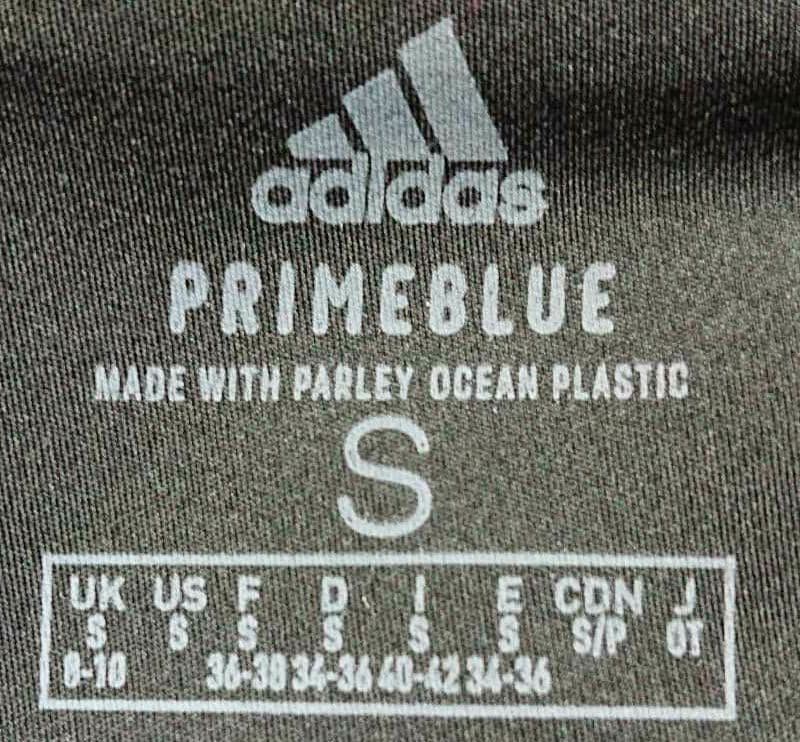 adidas
PRIMEBLUE
MADE WITH PARLEY OCEAN PLASTIC
S
UK US F D I E CDN J
S S S S S S S/P OT
8-10 36-38 34-36 40-42 34-36